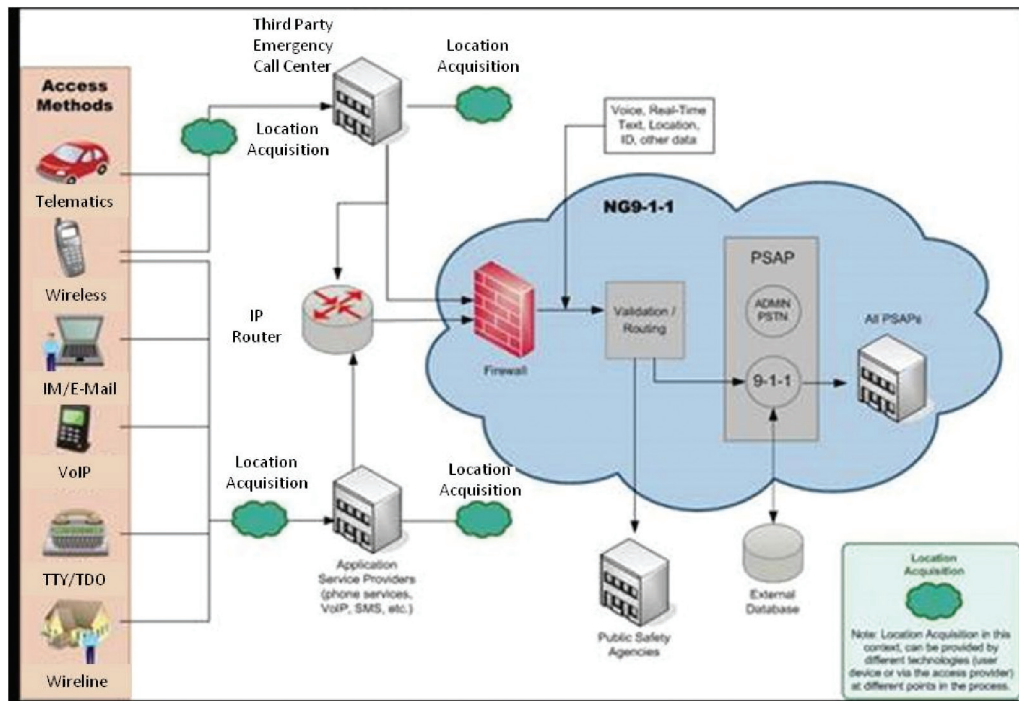 Access
Methods
Telematics
Wireless
IM/E-Mail
VoIP
TTY/TDO
Wireline
Third Party
Emergency
Call Center
Location
Acquisition
Location
Acquisition
IP
Router
Location
Acquisition
Location
Acquisition
Application
Service Providers
(phone services,
VoIP, SMS, etc.)
Voice, Real-Time
Text, Location,
ID, other data
NG9-1-1
Firewall
Validation /
Routing
PSAP
ADMIN
PSTN
9-1-1
All PSAPs
Public Safety
Agencies
External
Database
Location
Acquisition
Note: Location Acquisition in this
context, can be provided by
different technologies (user
device or via the access provider)
at different points in the process.